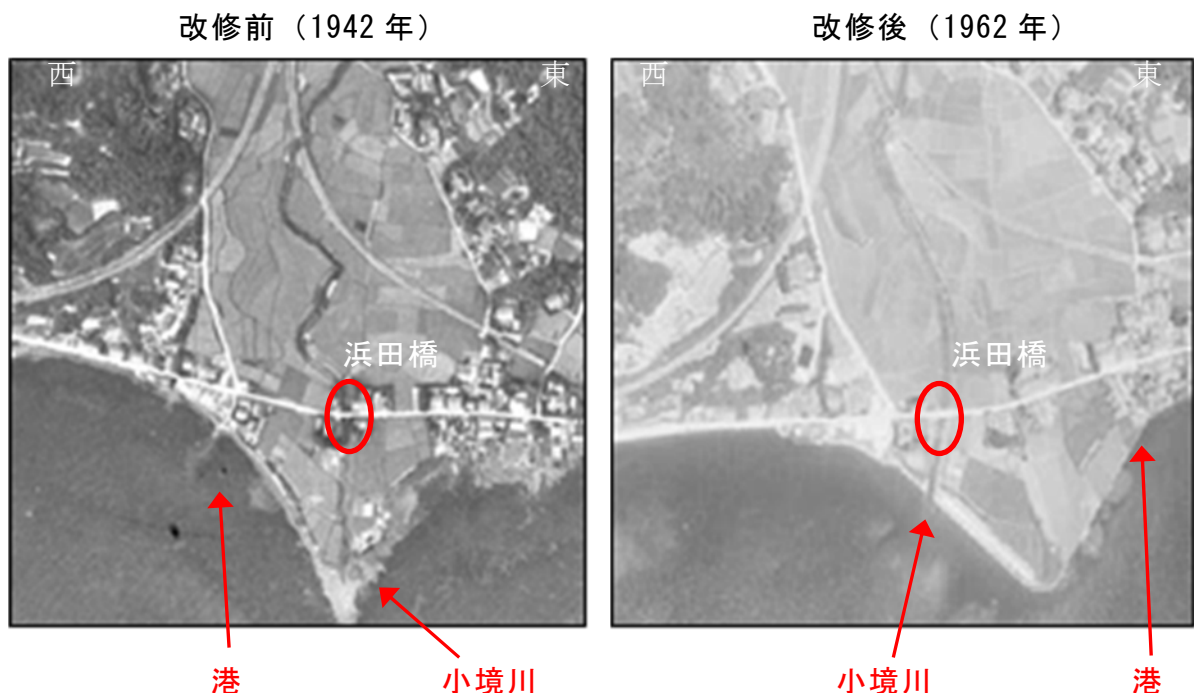 改修前（1942 年）
西
東
浜田橋
港
小境川
改修後（1962 年）
西
東
浜田橋
小境川
港